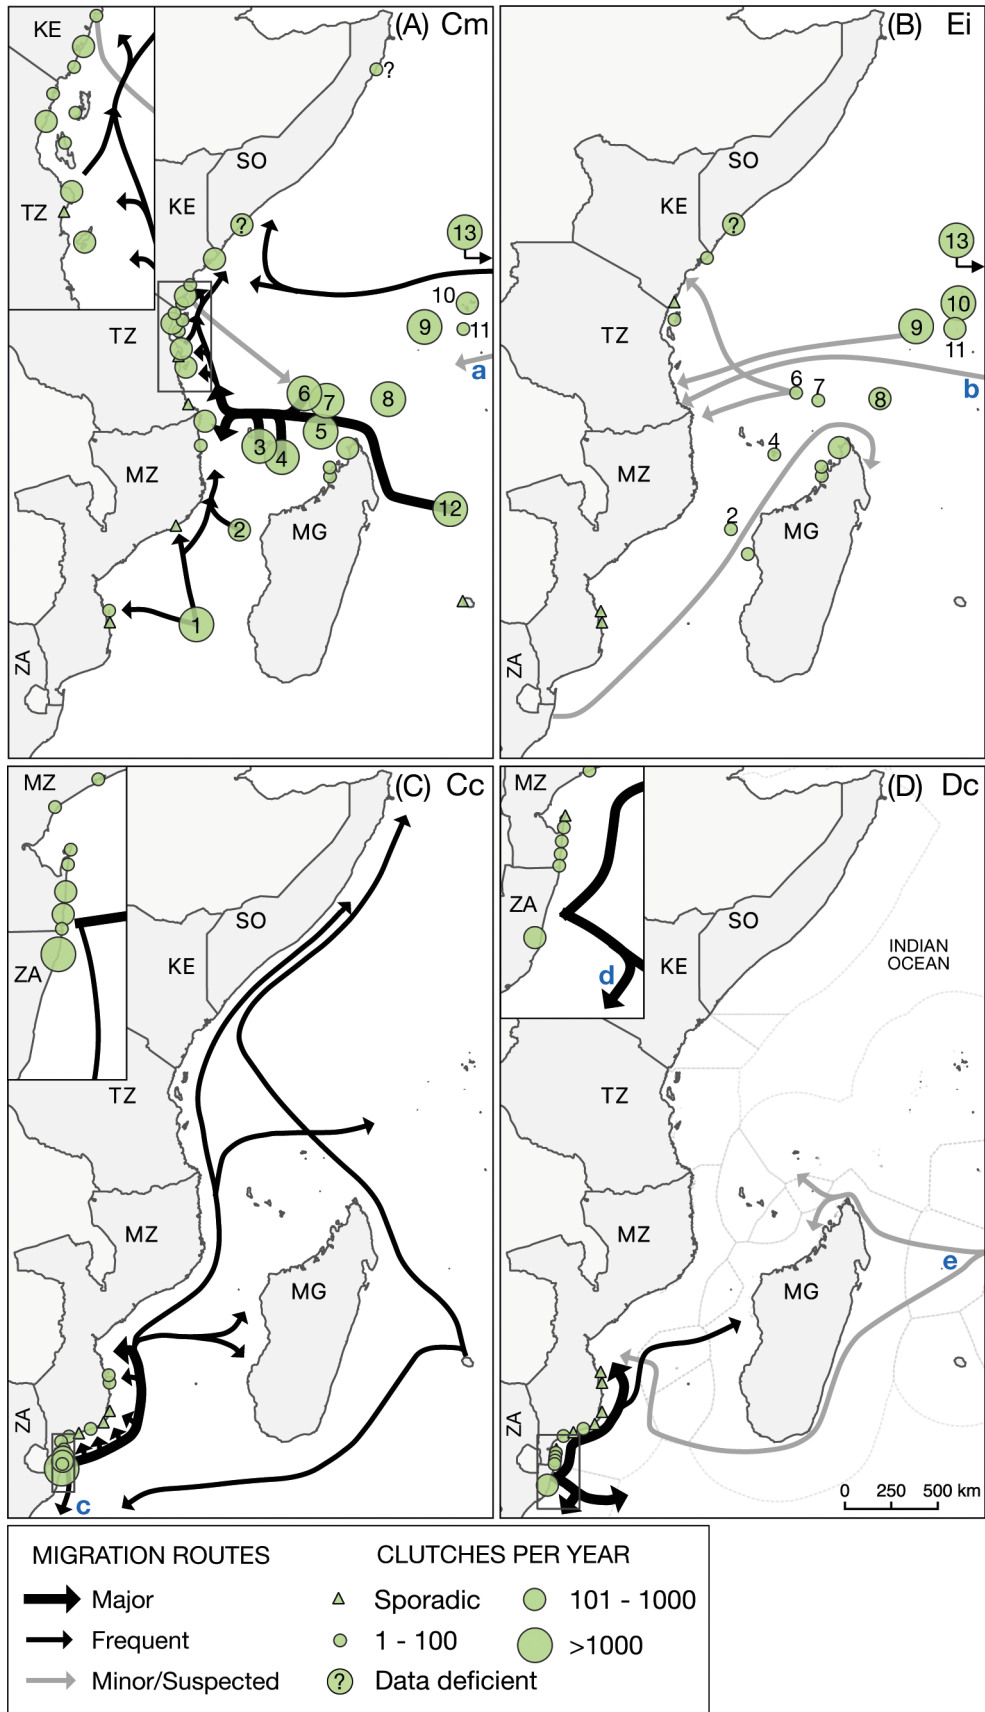 (A) Cm
KE
TZ
?
SO
KE
?
13
10
9
11
TZ
a
6
7
8
5
3
4
12
MZ
2
MG
1
ZA
(B) Ei
SO
KE
?
13
10
9
11
TZ
b
6
7
8
4
MZ
2
MG
ZA
(C) Cc
MZ
ZA
SO
KE
TZ
MZ
MG
ZA
c
(D) Dc
MZ
ZA
d
SO
KE
INDIAN
OCEAN
TZ
MZ
e
MG
ZA
0 250 500 km
MIGRATION ROUTES
Major
Frequent
Minor/Suspected
CLUTCHES PER YEAR
Sporadic
101 - 1000
1 - 100
>1000
? Data deficient